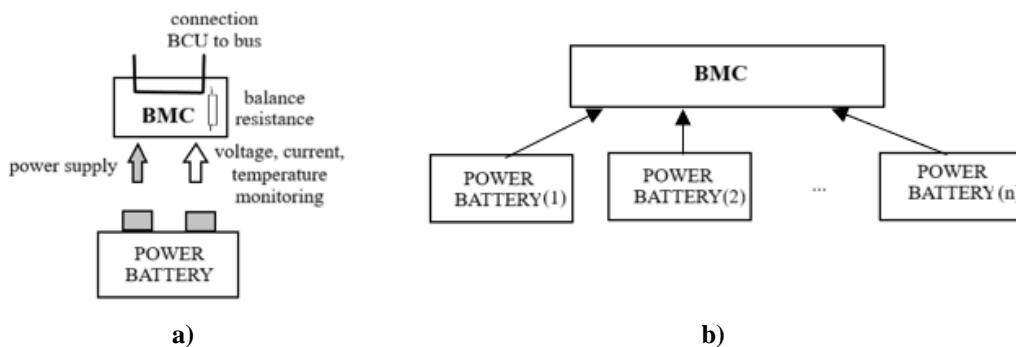 connection
BCU to bus
BMC
balance
resistance
power supply
voltage, current,
temperature
monitoring
POWER
BATTERY
a)
BMC
POWER
BATTERY(1)
POWER
BATTERY(2)
...
POWER
BATTERY(n)
b)